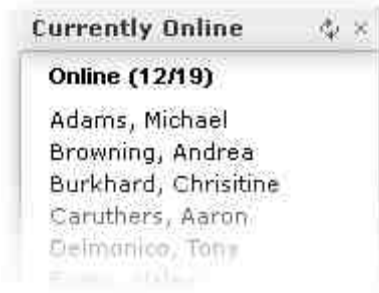 Currently Online
Online (12/19)
Adams, Michael
Browning, Andrea
Burkhard, Chrisitine
Caruthers, Aaron
Delmonico, Tony